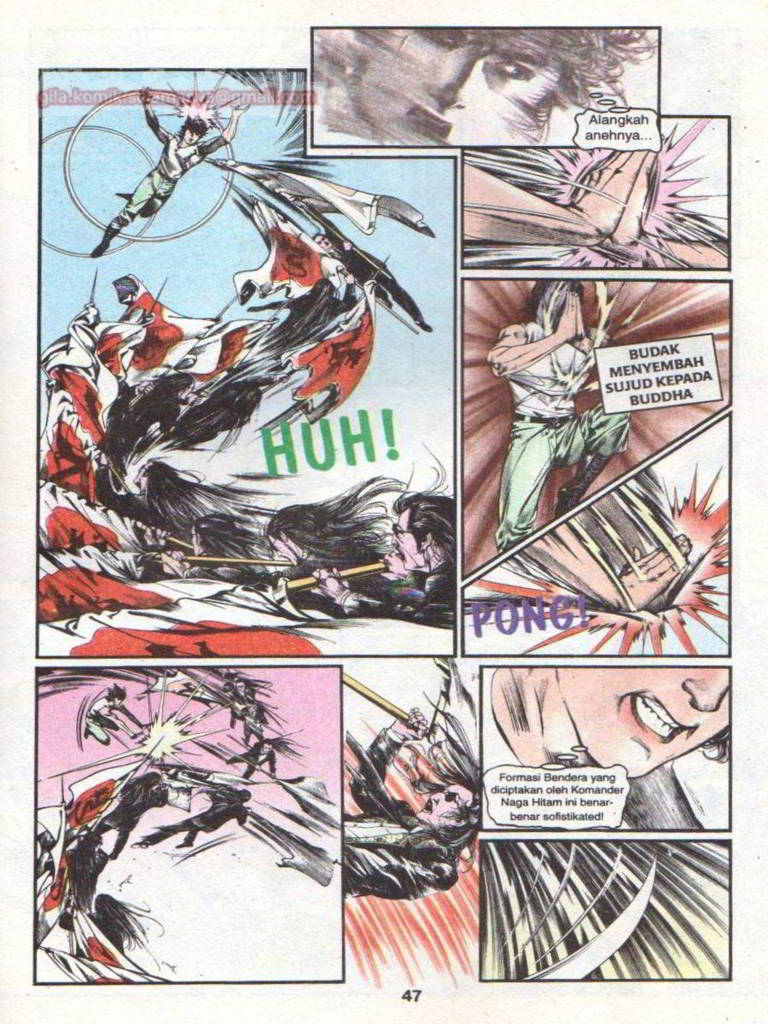 Alangkah
anehnya...
BUDAK
MENYEMBAH
SUJUD KEPADA
BUDDHA
HUH!
PONG!
Formasi Bendera yang
diciptakan oleh Komander
Naga Hitam ini benar-
benar sofistikated!
47